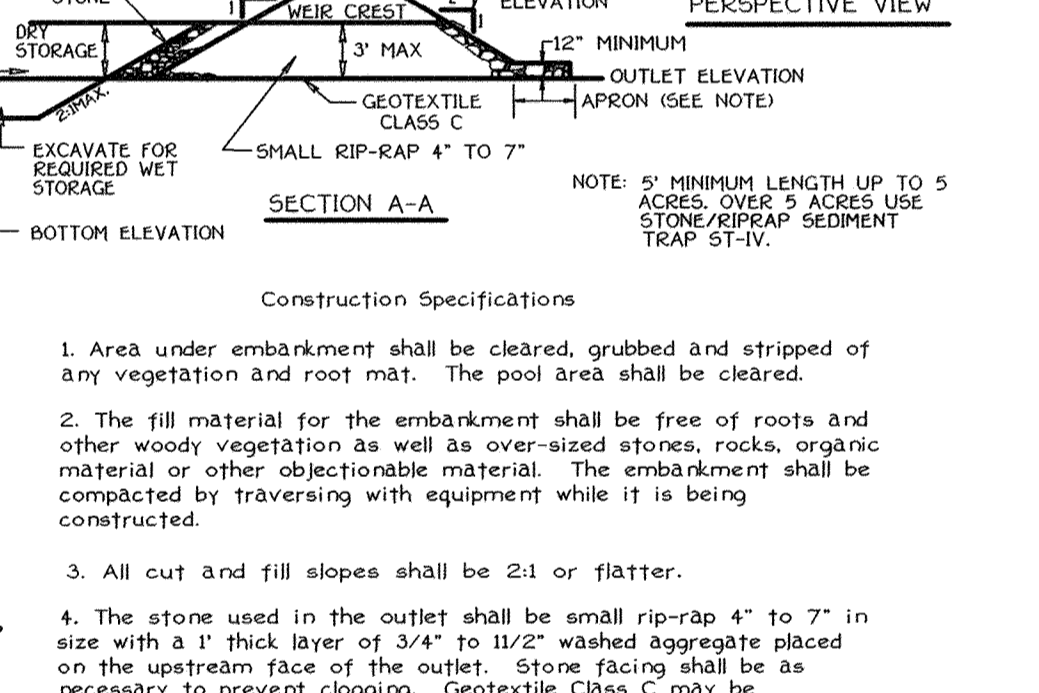 STONE
ELEVATION
PERSPECTIVE VIEW
1
WEIR CREST
1
DRY
STORAGE
3' MAX
12" MINIMUM
OUTLET ELEVATION
2:1MAX.
GEOTEXTILE
CLASS C
APRON (SEE NOTE)
EXCAVATE FOR
REQUIRED WET
STORAGE
SMALL RIP-RAP 4" TO 7"
NOTE: 5' MINIMUM LENGTH UP TO 5
ACRES. OVER 5 ACRES USE
STONE/RIPRAP SEDIMENT
TRAP ST-IV.
SECTION A-A
BOTTOM ELEVATION
Construction Specifications
1. Area under embankment shall be cleared, grubbed and stripped of
any vegetation and root mat. The pool area shall be cleared.
2. The fill material for the embankment shall be free of roots and
other woody vegetation as well as over-sized stones, rocks, organic
material or other objectionable material. The embankment shall be
compacted by traversing with equipment while it is being
constructed.
3. All cut and fill slopes shall be 2:1 or flatter.
4. The stone used in the outlet shall be small rip-rap 4" to 7" in
size with a 1' thick layer of 3/4" to 11/2" washed aggregate placed
on the upstream face of the outlet. Stone facing shall be as
necessary to prevent clogging. Geotextile Class C may be